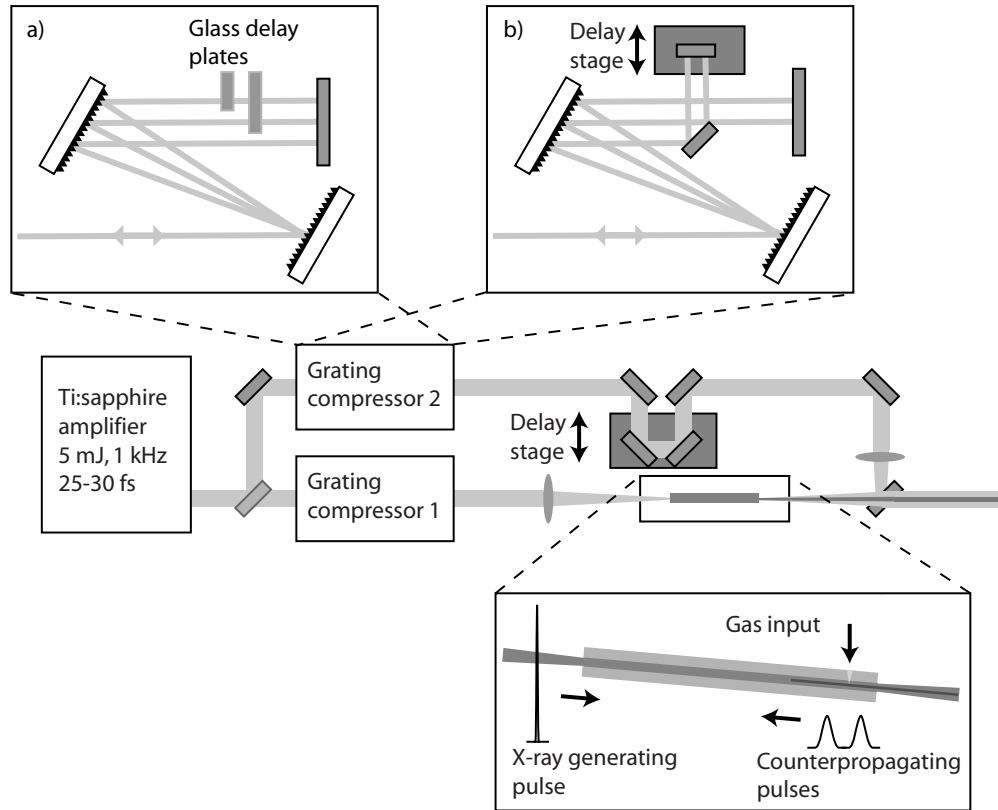 a)
Glass delay
plates
b)
Delay
stage
Ti:sapphire
amplifier
5 mJ, 1 kHz
25-30 fs
Grating
compressor 2
Grating
compressor 1
Delay
stage
Gas input
X-ray generating
pulse
Counterpropagating
pulses